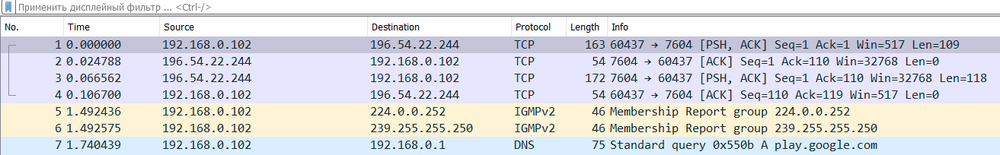 Применить дисплейный фильтр ... <Ctrl-/>
No. Time Source Destination Protocol Length Info
1 0.000000 192.168.0.102 196.54.22.244 TCP 163 60437 → 7604 [PSH, ACK] Seq=1 Ack=1 Win=517 Len=109
2 0.024788 196.54.22.244 192.168.0.102 TCP 54 7604 → 60437 [ACK] Seq=1 Ack=110 Win=32768 Len=0
3 0.066562 196.54.22.244 192.168.0.102 TCP 172 7604 → 60437 [PSH, ACK] Seq=1 Ack=110 Win=32768 Len=118
4 0.106700 192.168.0.102 196.54.22.244 TCP 54 60437 → 7604 [ACK] Seq=110 Ack=119 Win=517 Len=0
5 1.492436 192.168.0.102 224.0.0.252 IGMPv2 46 Membership Report group 224.0.0.252
6 1.492575 192.168.0.102 239.255.255.250 IGMPv2 46 Membership Report group 239.255.255.250
7 1.740439 192.168.0.102 192.168.0.1 DNS 75 Standard query 0x550b A play.google.com